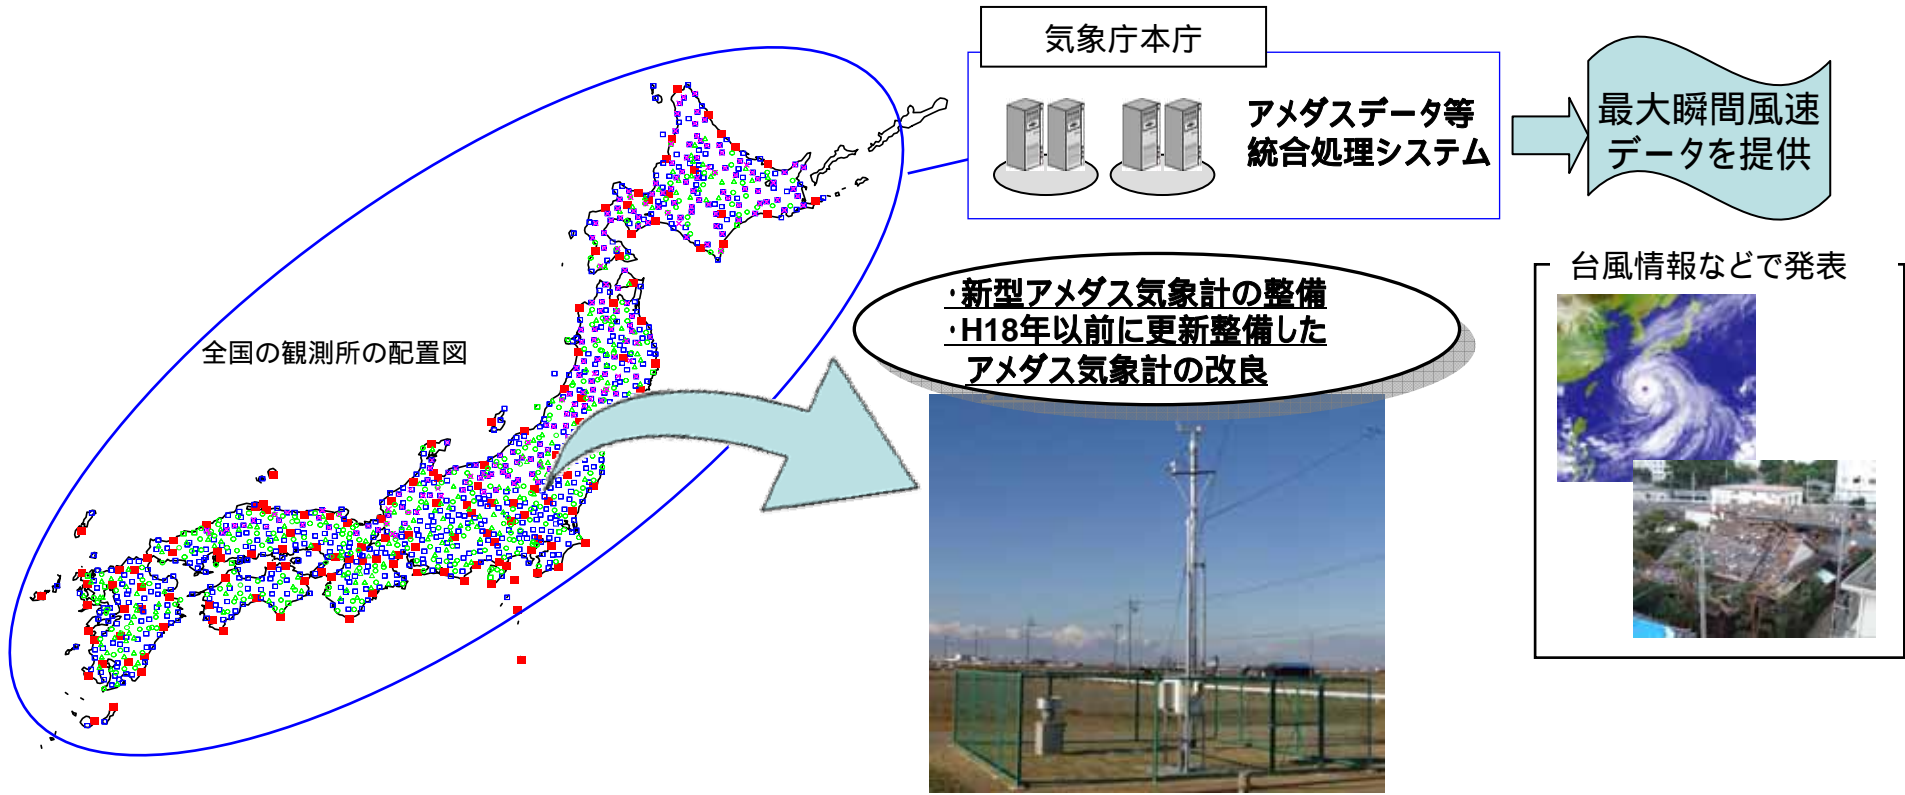 気象庁本庁
アメダスデータ等
統合処理システム
最大瞬間風速
データを提供
台風情報などで発表
・新型アメダス気象計の整備
・H18年以前に更新整備した
アメダス気象計の改良
全国の観測所の配置図